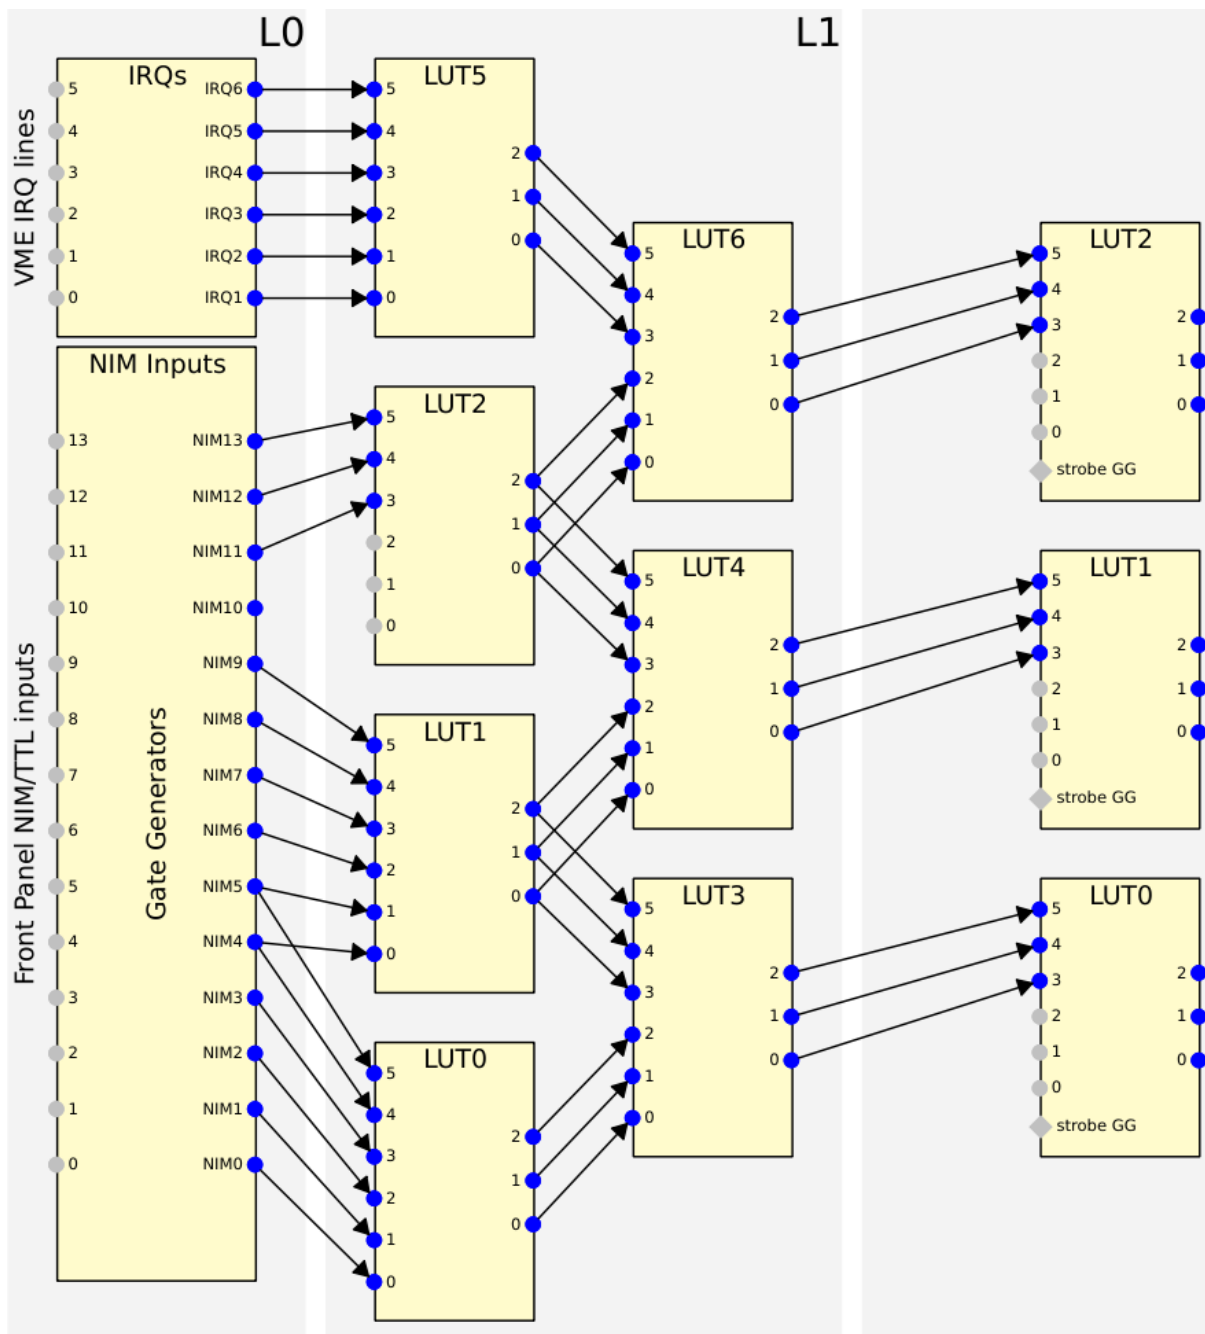 L0
L1
VME IRQ lines
IRQs
5 IRQ6
4 IRQ5
3 IRQ4
2 IRQ3
1 IRQ2
0 IRQ1
Front Panel NIM/TTL inputs
NIM Inputs
Gate Generators
13 NIM13
12 NIM12
11 NIM11
10 NIM10
9 NIM9
8 NIM8
7 NIM7
6 NIM6
5 NIM5
4 NIM4
3 NIM3
2 NIM2
1 NIM1
0 NIM0
LUT5
5
4
3
2
1
0
2
1
0
LUT2
5
4
3
2
1
0
2
1
0
LUT1
5
4
3
2
1
0
2
1
0
LUT0
5
4
3
2
1
0
2
1
0
LUT6
5
4
3
2
1
0
2
1
0
LUT4
5
4
3
2
1
0
2
1
0
LUT3
5
4
3
2
1
0
2
1
0
LUT2
5
4
3
2
1
0
strobe GG
2
1
0
LUT1
5
4
3
2
1
0
strobe GG
2
1
0
LUT0
5
4
3
2
1
0
strobe GG
2
1
0